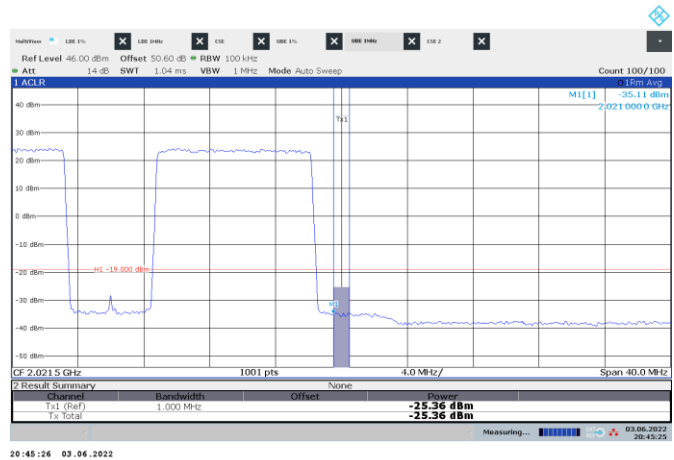 MultiView LBE 1% LBE 1MHz CSE UBE 1% UBE 1MHz CSE 2
Ref Level 46.00 dBm Offset 50.60 dB RBW 100 kHz
Att 14 dB SWT 1.04 ms VBW 1 MHz Mode Auto Sweep Count 100/100
1 ACLR 1Rm Avg
M1[1] -35.11 dBm
2.021 000 0 GHz
40 dBm
Tx1
30 dBm
20 dBm
10 dBm
0 dBm
-10 dBm
H1 -19.000 dBm
-20 dBm
-30 dBm
M1
-40 dBm
-50 dBm
CF 2.0215 GHz 1001 pts 4.0 MHz/ Span 40.0 MHz
2 Result Summary None
Channel Bandwidth Offset Power
Tx1 (Ref) 1.000 MHz -25.36 dBm
Tx Total -25.36 dBm
Measuring... 03.06.2022
20:45:25
20:45:26 03.06.2022